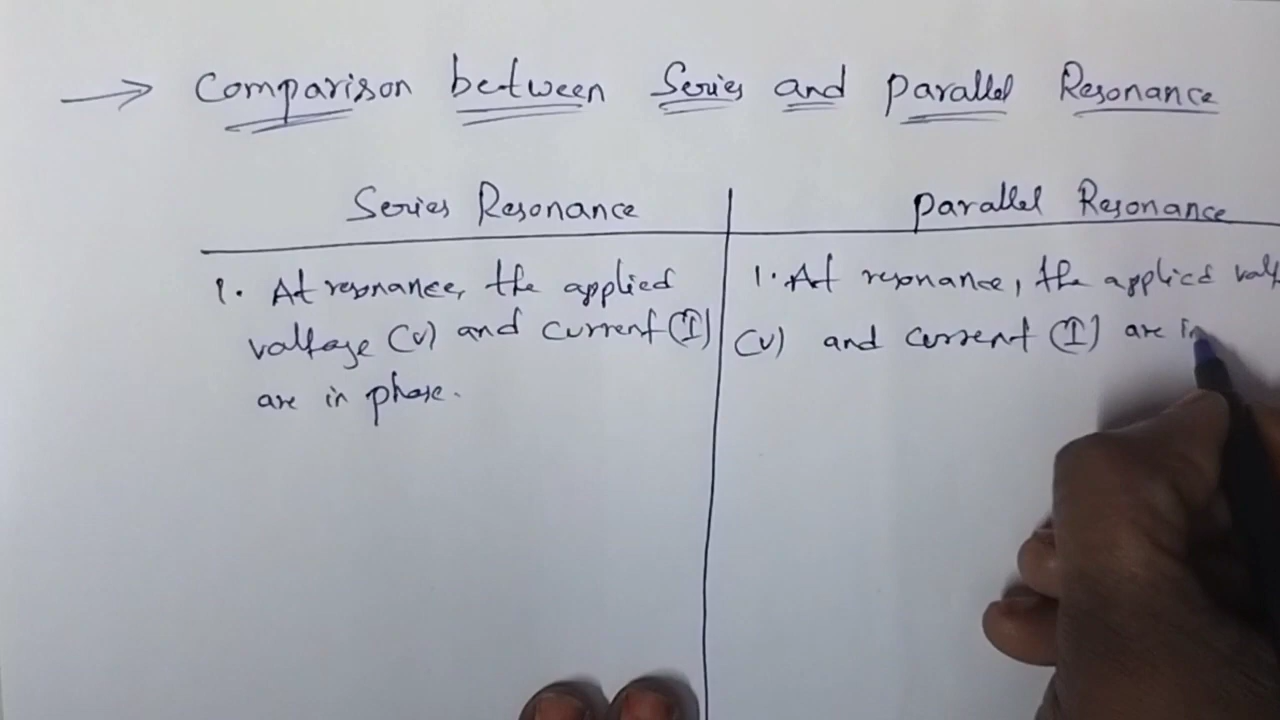 → Comparison between Series and parallel Resonance
Series Resonance
parallel Resonance
1. At resonance, the applied
voltage (V) and current (I)
are in phase.
1. At resonance, the applied
(V) and current (I) are in